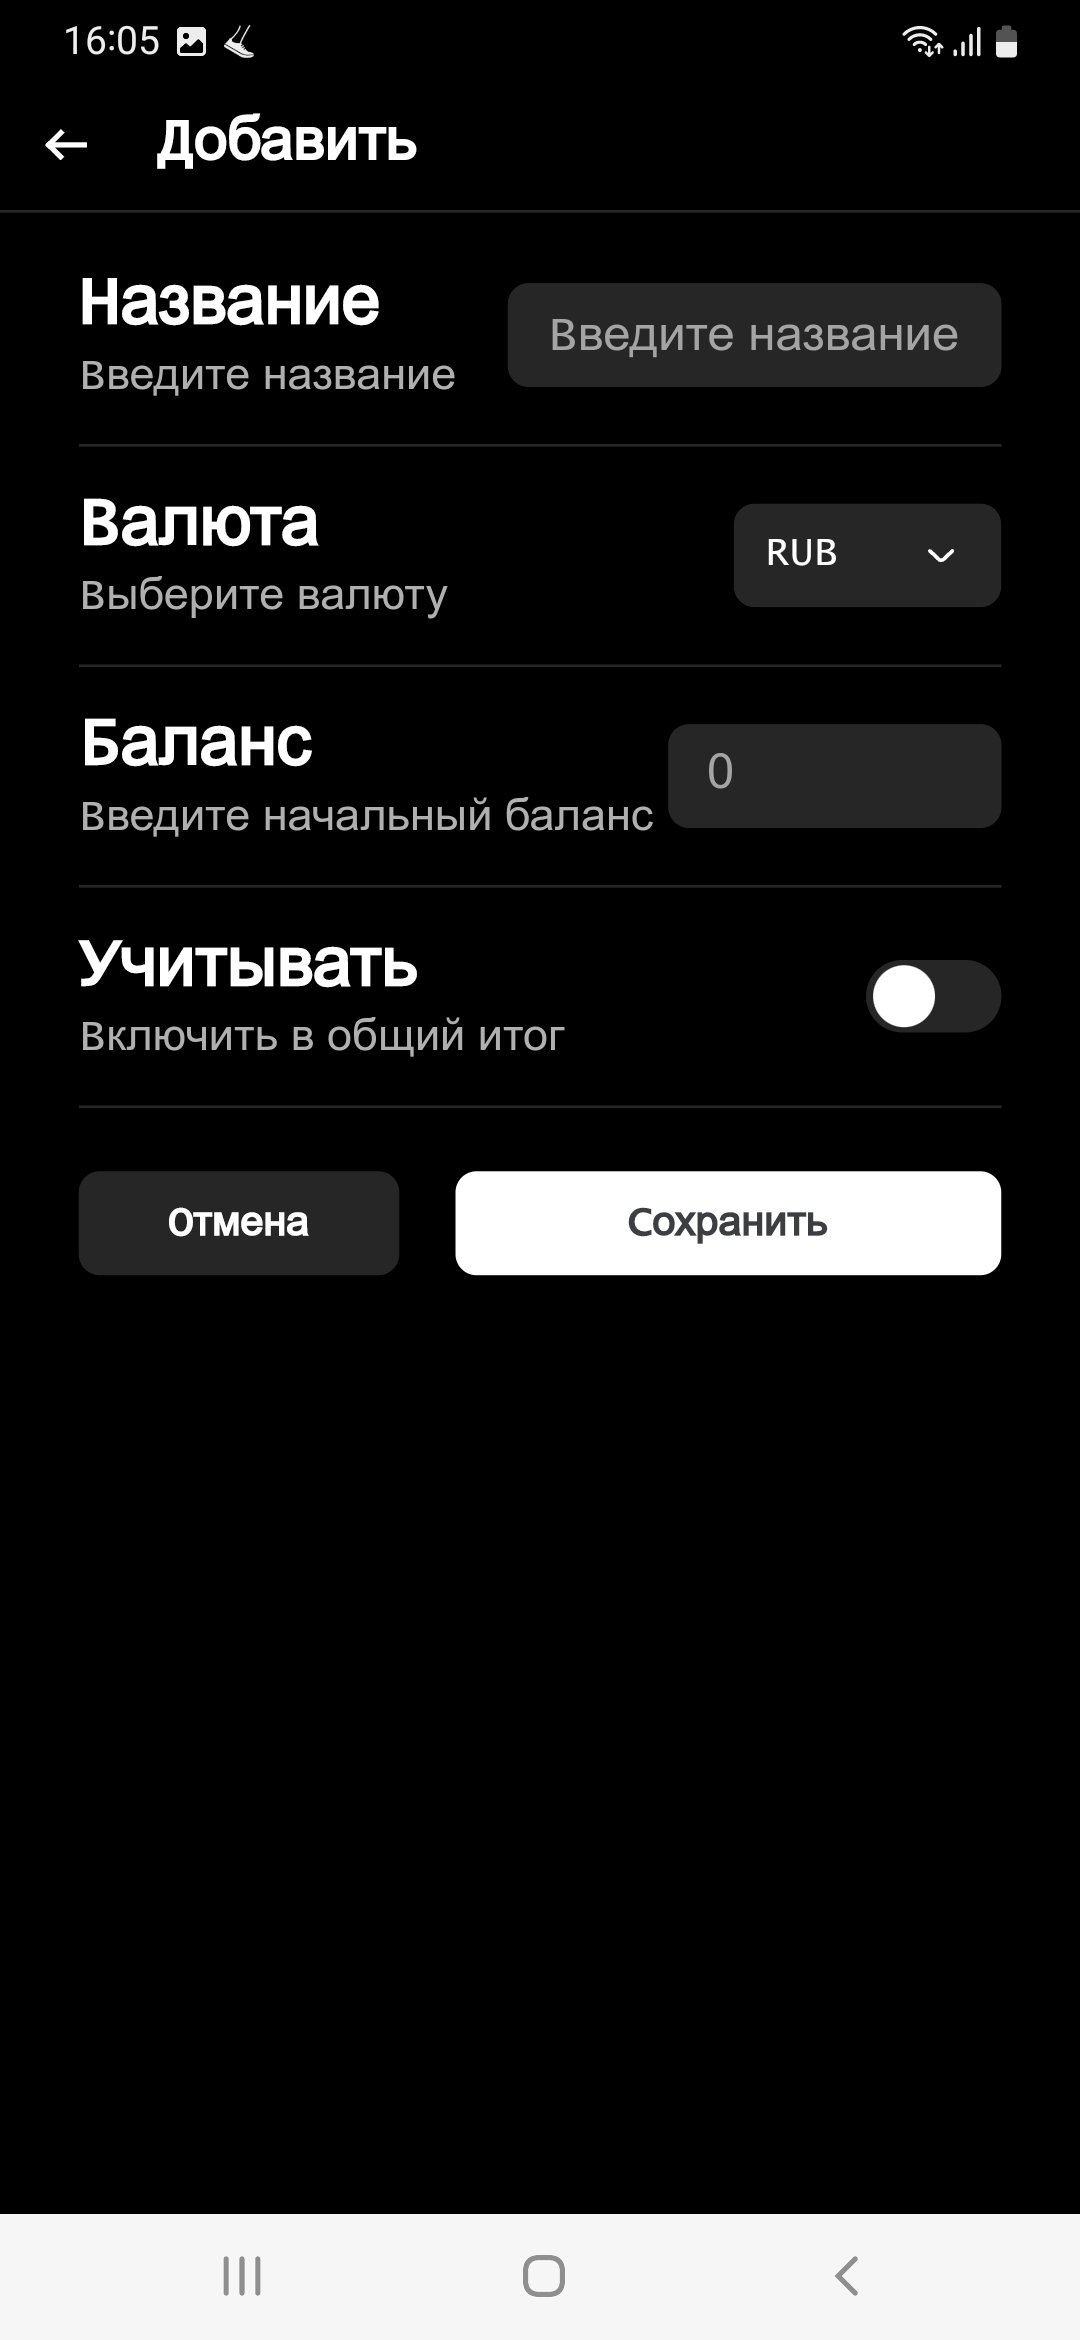 16:05
Добавить
Название
Введите название
Введите название
Валюта
Выберите валюту
RUB
Баланс
Введите начальный баланс
0
Учитывать
Включить в общий итог
Отмена
Сохранить